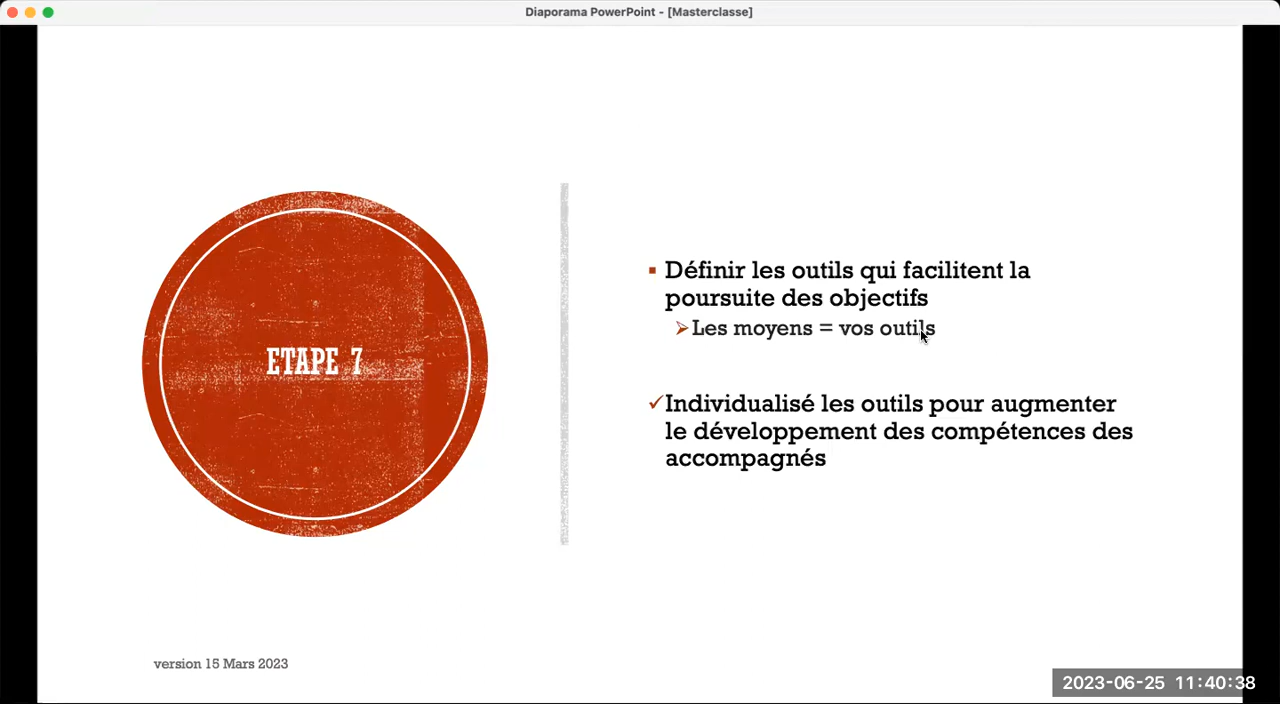 Diaporama PowerPoint - [Masterclasse]
ETAPE 7
Définir les outils qui facilitent la
poursuite des objectifs
Les moyens = vos outils
Individualisé les outils pour augmenter
le développement des compétences des
accompagnés
version 15 Mars 2023
2023-06-25 11:40:38